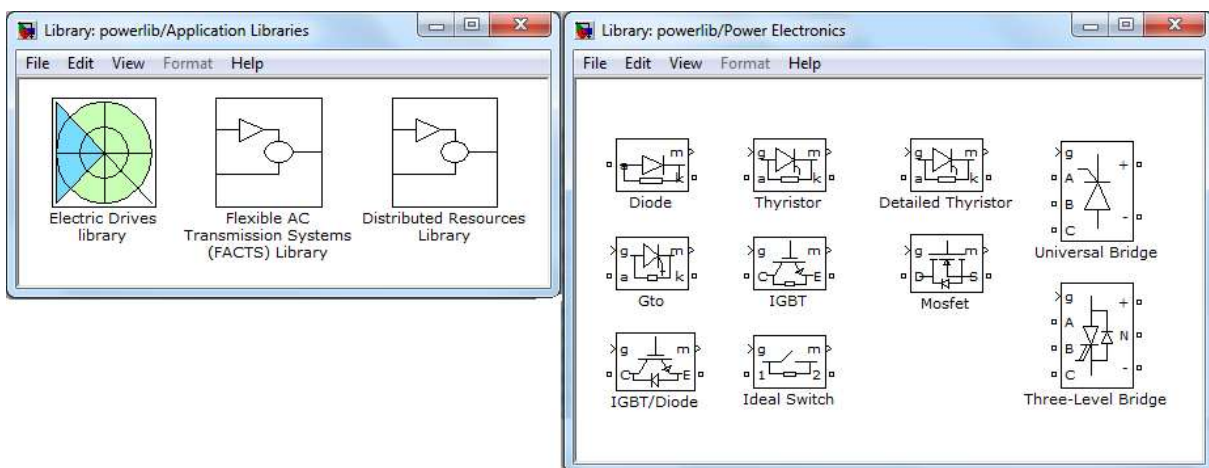 Library: powerlib/Application Libraries
File Edit View Format Help
Electric Drives
library
Flexible AC
Transmission Systems
(FACTS) Library
Distributed Resources
Library
Library: powerlib/Power Electronics
File Edit View Format Help
a m k
Diode
g m a k
Thyristor
g m a k
Detailed Thyristor
g A B C + -
Universal Bridge
g m a k
Gto
g m C E
IGBT
g m D S
Mosfet
g m C E
IGBT/Diode
g m 1 2
Ideal Switch
g A B C + N -
Three-Level Bridge